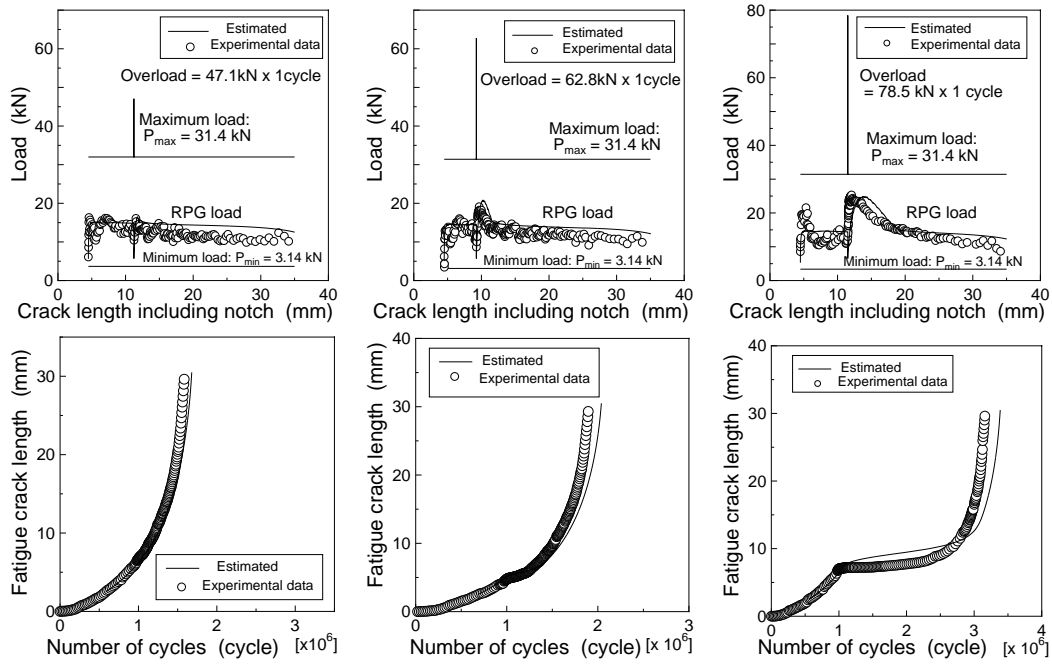 Estimated
Experimental data
Overload = 47.1kN x 1cycle
Maximum load:
P_max = 31.4 kN
RPG load
Minimum load: P_min = 3.14 kN
Load (kN)
0
20
40
60
0
10
20
30
40
Crack length including notch (mm)
Estimated
Experimental data
Overload = 62.8kN x 1cycle
Maximum load:
P_max = 31.4 kN
RPG load
Minimum load: P_min = 3.14 kN
Load (kN)
0
20
40
60
0
10
20
30
40
Crack length including notch (mm)
Estimated
Experimental data
Overload
= 78.5 kN x 1 cycle
Maximum load:
P_max = 31.4 kN
RPG load
Minimum load: P_min = 3.14 kN
Load (kN)
0
20
40
60
80
0
10
20
30
40
Crack length including notch (mm)
Estimated
Experimental data
Fatigue crack length (mm)
0
10
20
30
0
1
2
3
Number of cycles (cycle) [x10^6]
Estimated
Experimental data
Fatigue crack length (mm)
0
10
20
30
40
0
1
2
3
Number of cycles (cycle) [x 10^6]
Estimated
Experimental data
Fatigue crack length (mm)
0
10
20
30
40
0
1
2
3
4
Number of cycles (cycle) [x 10^6]